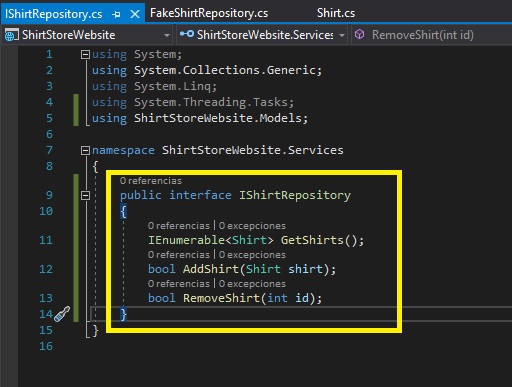 IShirtRepository.cs FakeShirtRepository.cs Shirt.cs
ShirtStoreWebsite ShirtStoreWebsite.Services RemoveShirt(int id)
1 using System;
2 using System.Collections.Generic;
3 using System.Linq;
4 using System.Threading.Tasks;
5 using ShirtStoreWebsite.Models;
6
7 namespace ShirtStoreWebsite.Services
8 {
0 referencias
9 public interface IShirtRepository
10 {
0 referencias | 0 excepciones
11 IEnumerable<Shirt> GetShirts();
0 referencias | 0 excepciones
12 bool AddShirt(Shirt shirt);
0 referencias | 0 excepciones
13 bool RemoveShirt(int id);
14 }
15 }
16